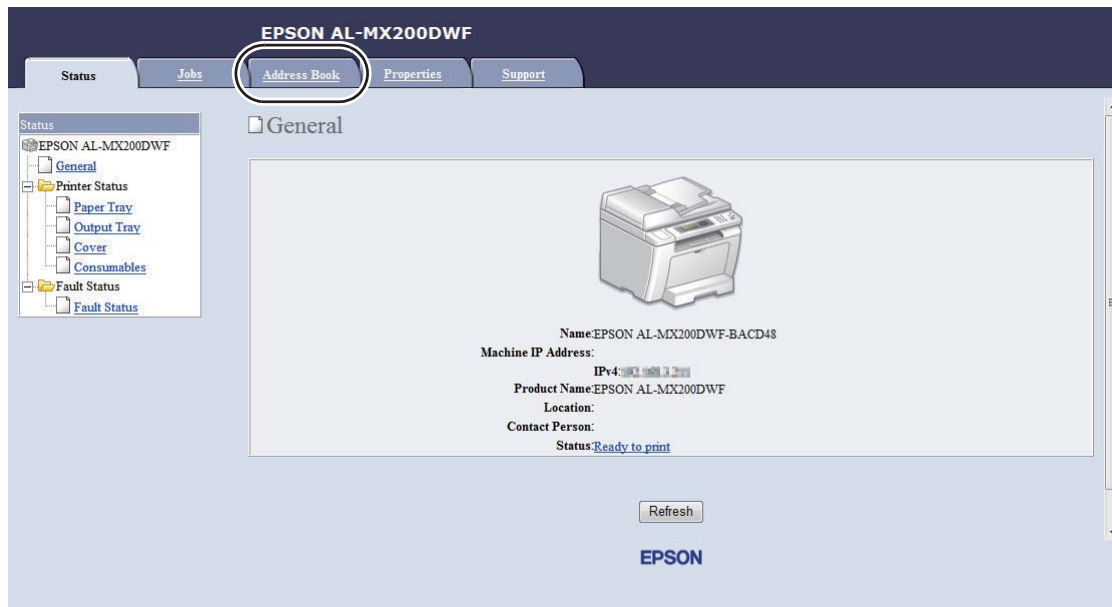 EPSON AL-MX200DWF
Status Jobs Address Book Properties Support
Status
EPSON AL-MX200DWF
General
Printer Status
Paper Tray
Output Tray
Cover
Consumables
Fault Status
Fault Status
General
Name:EPSON AL-MX200DWF-BACD48
Machine IP Address:
IPv4:
Product Name:EPSON AL-MX200DWF
Location:
Contact Person:
Status:Ready to print
Refresh
EPSON